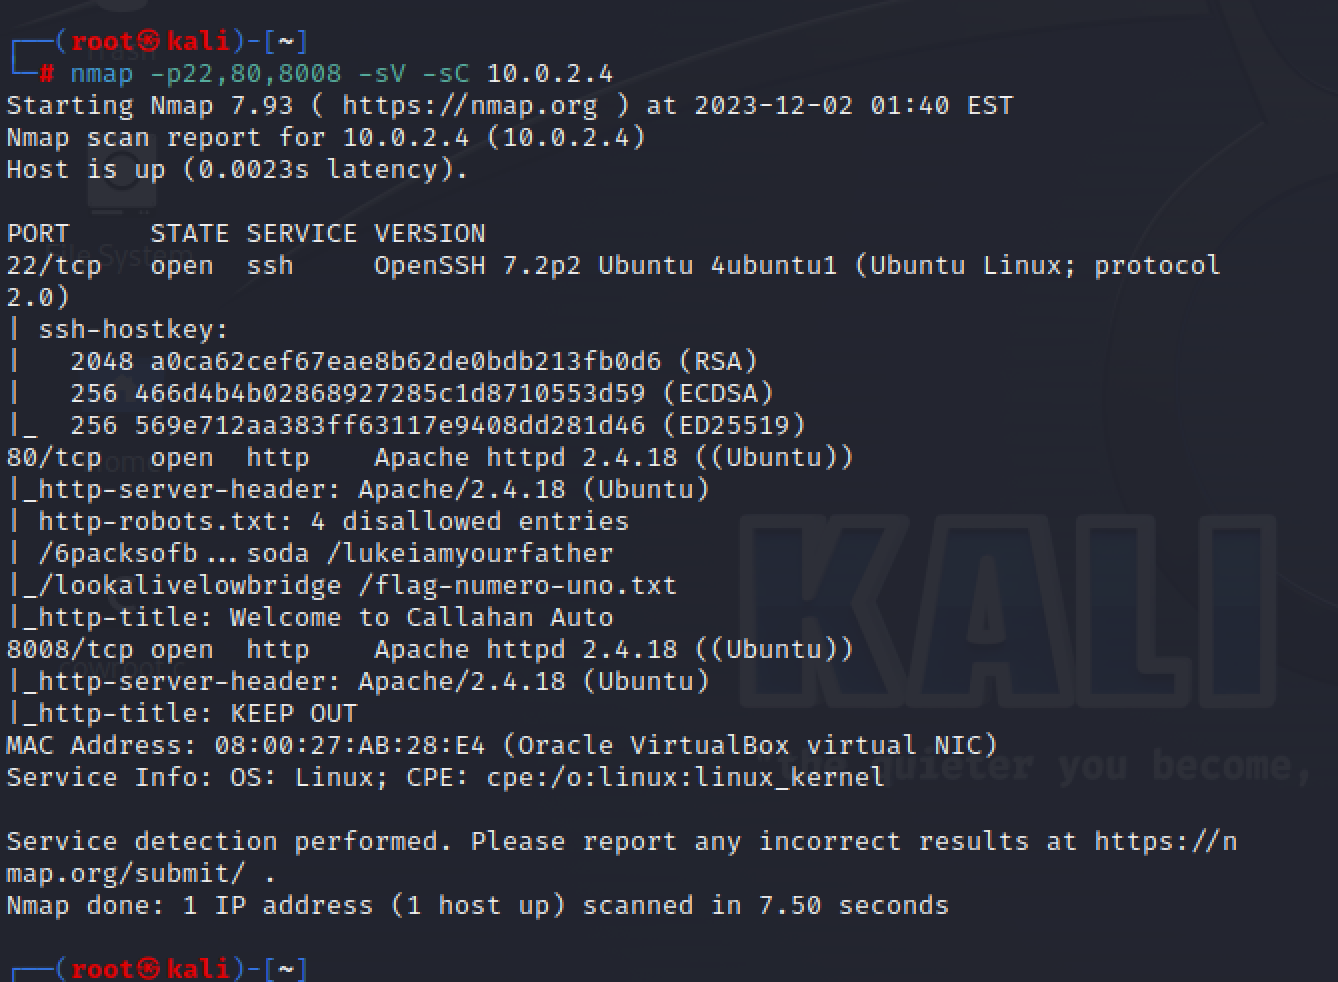 ┌──(root㉿kali)-[~]
└─# nmap -p22,80,8008 -sV -sC 10.0.2.4
Starting Nmap 7.93 ( https://nmap.org ) at 2023-12-02 01:40 EST
Nmap scan report for 10.0.2.4 (10.0.2.4)
Host is up (0.0023s latency).
PORT     STATE SERVICE VERSION
File System
22/tcp   open  ssh     OpenSSH 7.2p2 Ubuntu 4ubuntu1 (Ubuntu Linux; protocol
2.0)
| ssh-hostkey:
|   2048 a0ca62cef67eae8b62de0bdb213fb0d6 (RSA)
|   256 466d4b4b02868927285c1d8710553d59 (ECDSA)
|_  256 569e712aa383ff63117e9408dd281d46 (ED25519)
80/tcp   open  http    Apache httpd 2.4.18 ((Ubuntu))
|_http-server-header: Apache/2.4.18 (Ubuntu)
| http-robots.txt: 4 disallowed entries
| /6packsofb...soda /lukeiamyourfather
|_/lookalivelowbridge /flag-numero-uno.txt
|_http-title: Welcome to Callahan Auto
8008/tcp open  http    Apache httpd 2.4.18 ((Ubuntu))
|_http-server-header: Apache/2.4.18 (Ubuntu)
|_http-title: KEEP OUT
KALI
MAC Address: 08:00:27:AB:28:E4 (Oracle VirtualBox virtual NIC)
"the quieter you become,
Service Info: OS: Linux; CPE: cpe:/o:linux:linux_kernel
Service detection performed. Please report any incorrect results at https://n
map.org/submit/ .
Nmap done: 1 IP address (1 host up) scanned in 7.50 seconds
┌──(root㉿kali)-[~]